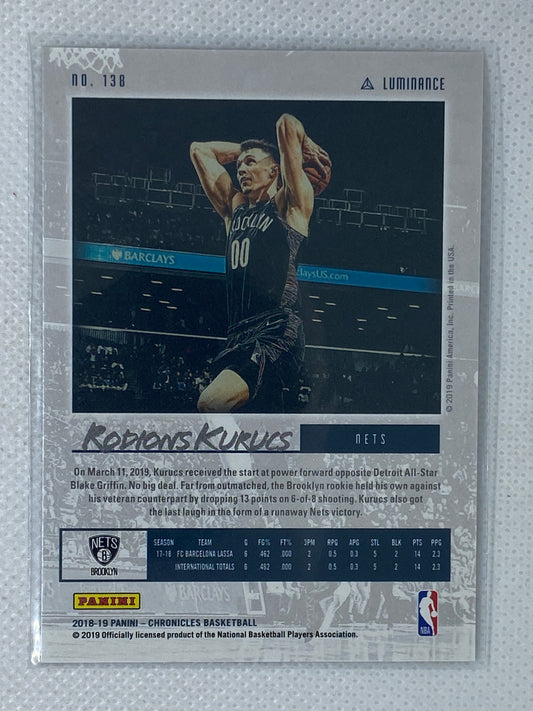 NO. 138
LUMINANCE
BROOKLYN
00
BARCLAYS
claysUS.com
© 2019 Panini America, Inc. Printed in the USA.
RODIONS KURUCS
NETS
On March 11, 2019, Kurucs received the start at power forward opposite Detroit All-Star
Blake Griffin. No big deal. Far from outmatched, the Brooklyn rookie held his own against
his veteran counterpart by dropping 13 points on 6-of-8 shooting. Kurucs also got
the last laugh in the form of a runaway Nets victory.
NETS
B
BROOKLYN
SEASON TEAM G FG% FT% 3PM RPG APG STL BLK PTS PPG
17-18 FC BARCELONA LASSA 6 .462 .000 2 0.5 0.3 5 2 14 2.3
INTERNATIONAL TOTALS 6 .462 .000 2 0.5 0.3 5 2 14 2.3
PANINI
2018-19 PANINI – CHRONICLES BASKETBALL
© 2019 Officially licensed product of the National Basketball Players Association.
NBA